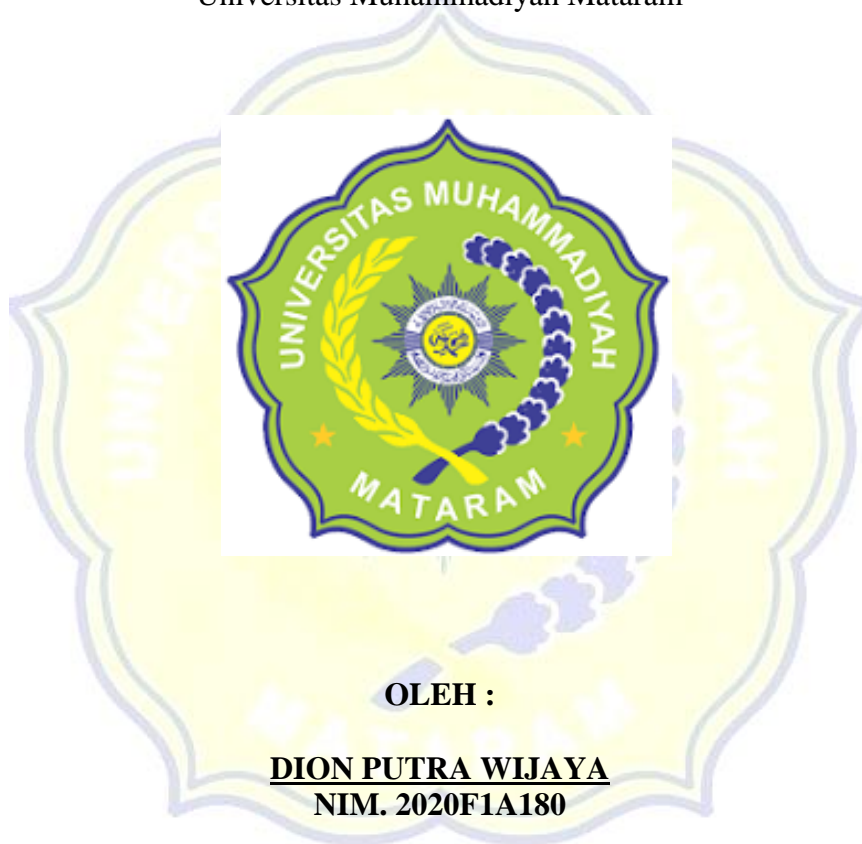 Universitas Muhammadiyah Mataram
UNIVERSITAS MUHAMMADIYAH
MATARAM
OLEH :
DION PUTRA WIJAYA
NIM. 2020F1A180